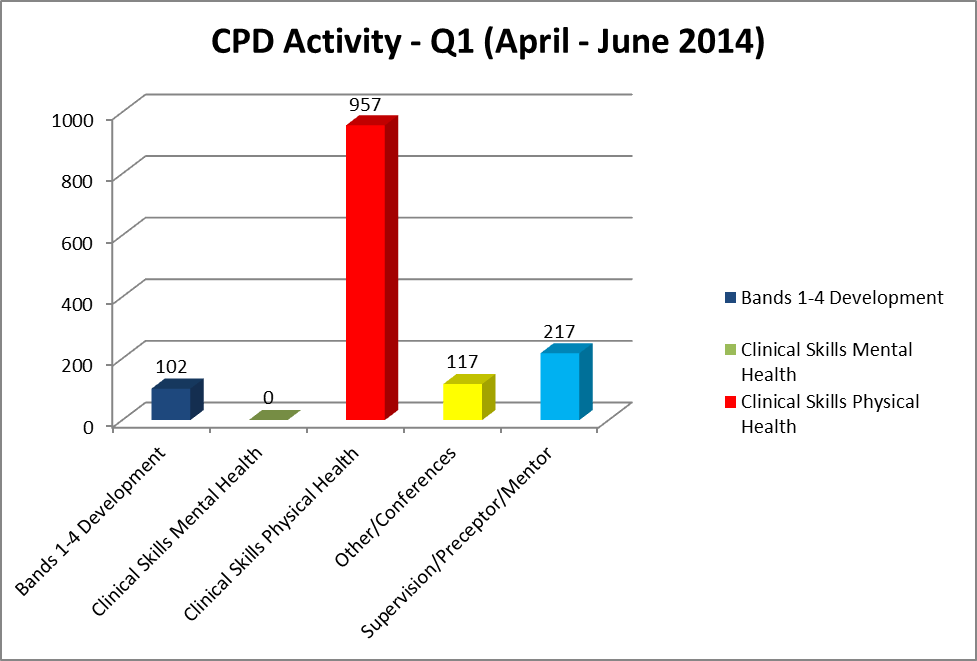 CPD Activity - Q1 (April - June 2014)
1000
800
600
400
200
0
102
0
957
117
217
Bands 1-4 Development
Clinical Skills Mental Health
Clinical Skills Physical Health
Other/Conferences
Supervision/Preceptor/Mentor
Bands 1-4 Development
Clinical Skills Mental
Health
Clinical Skills Physical
Health